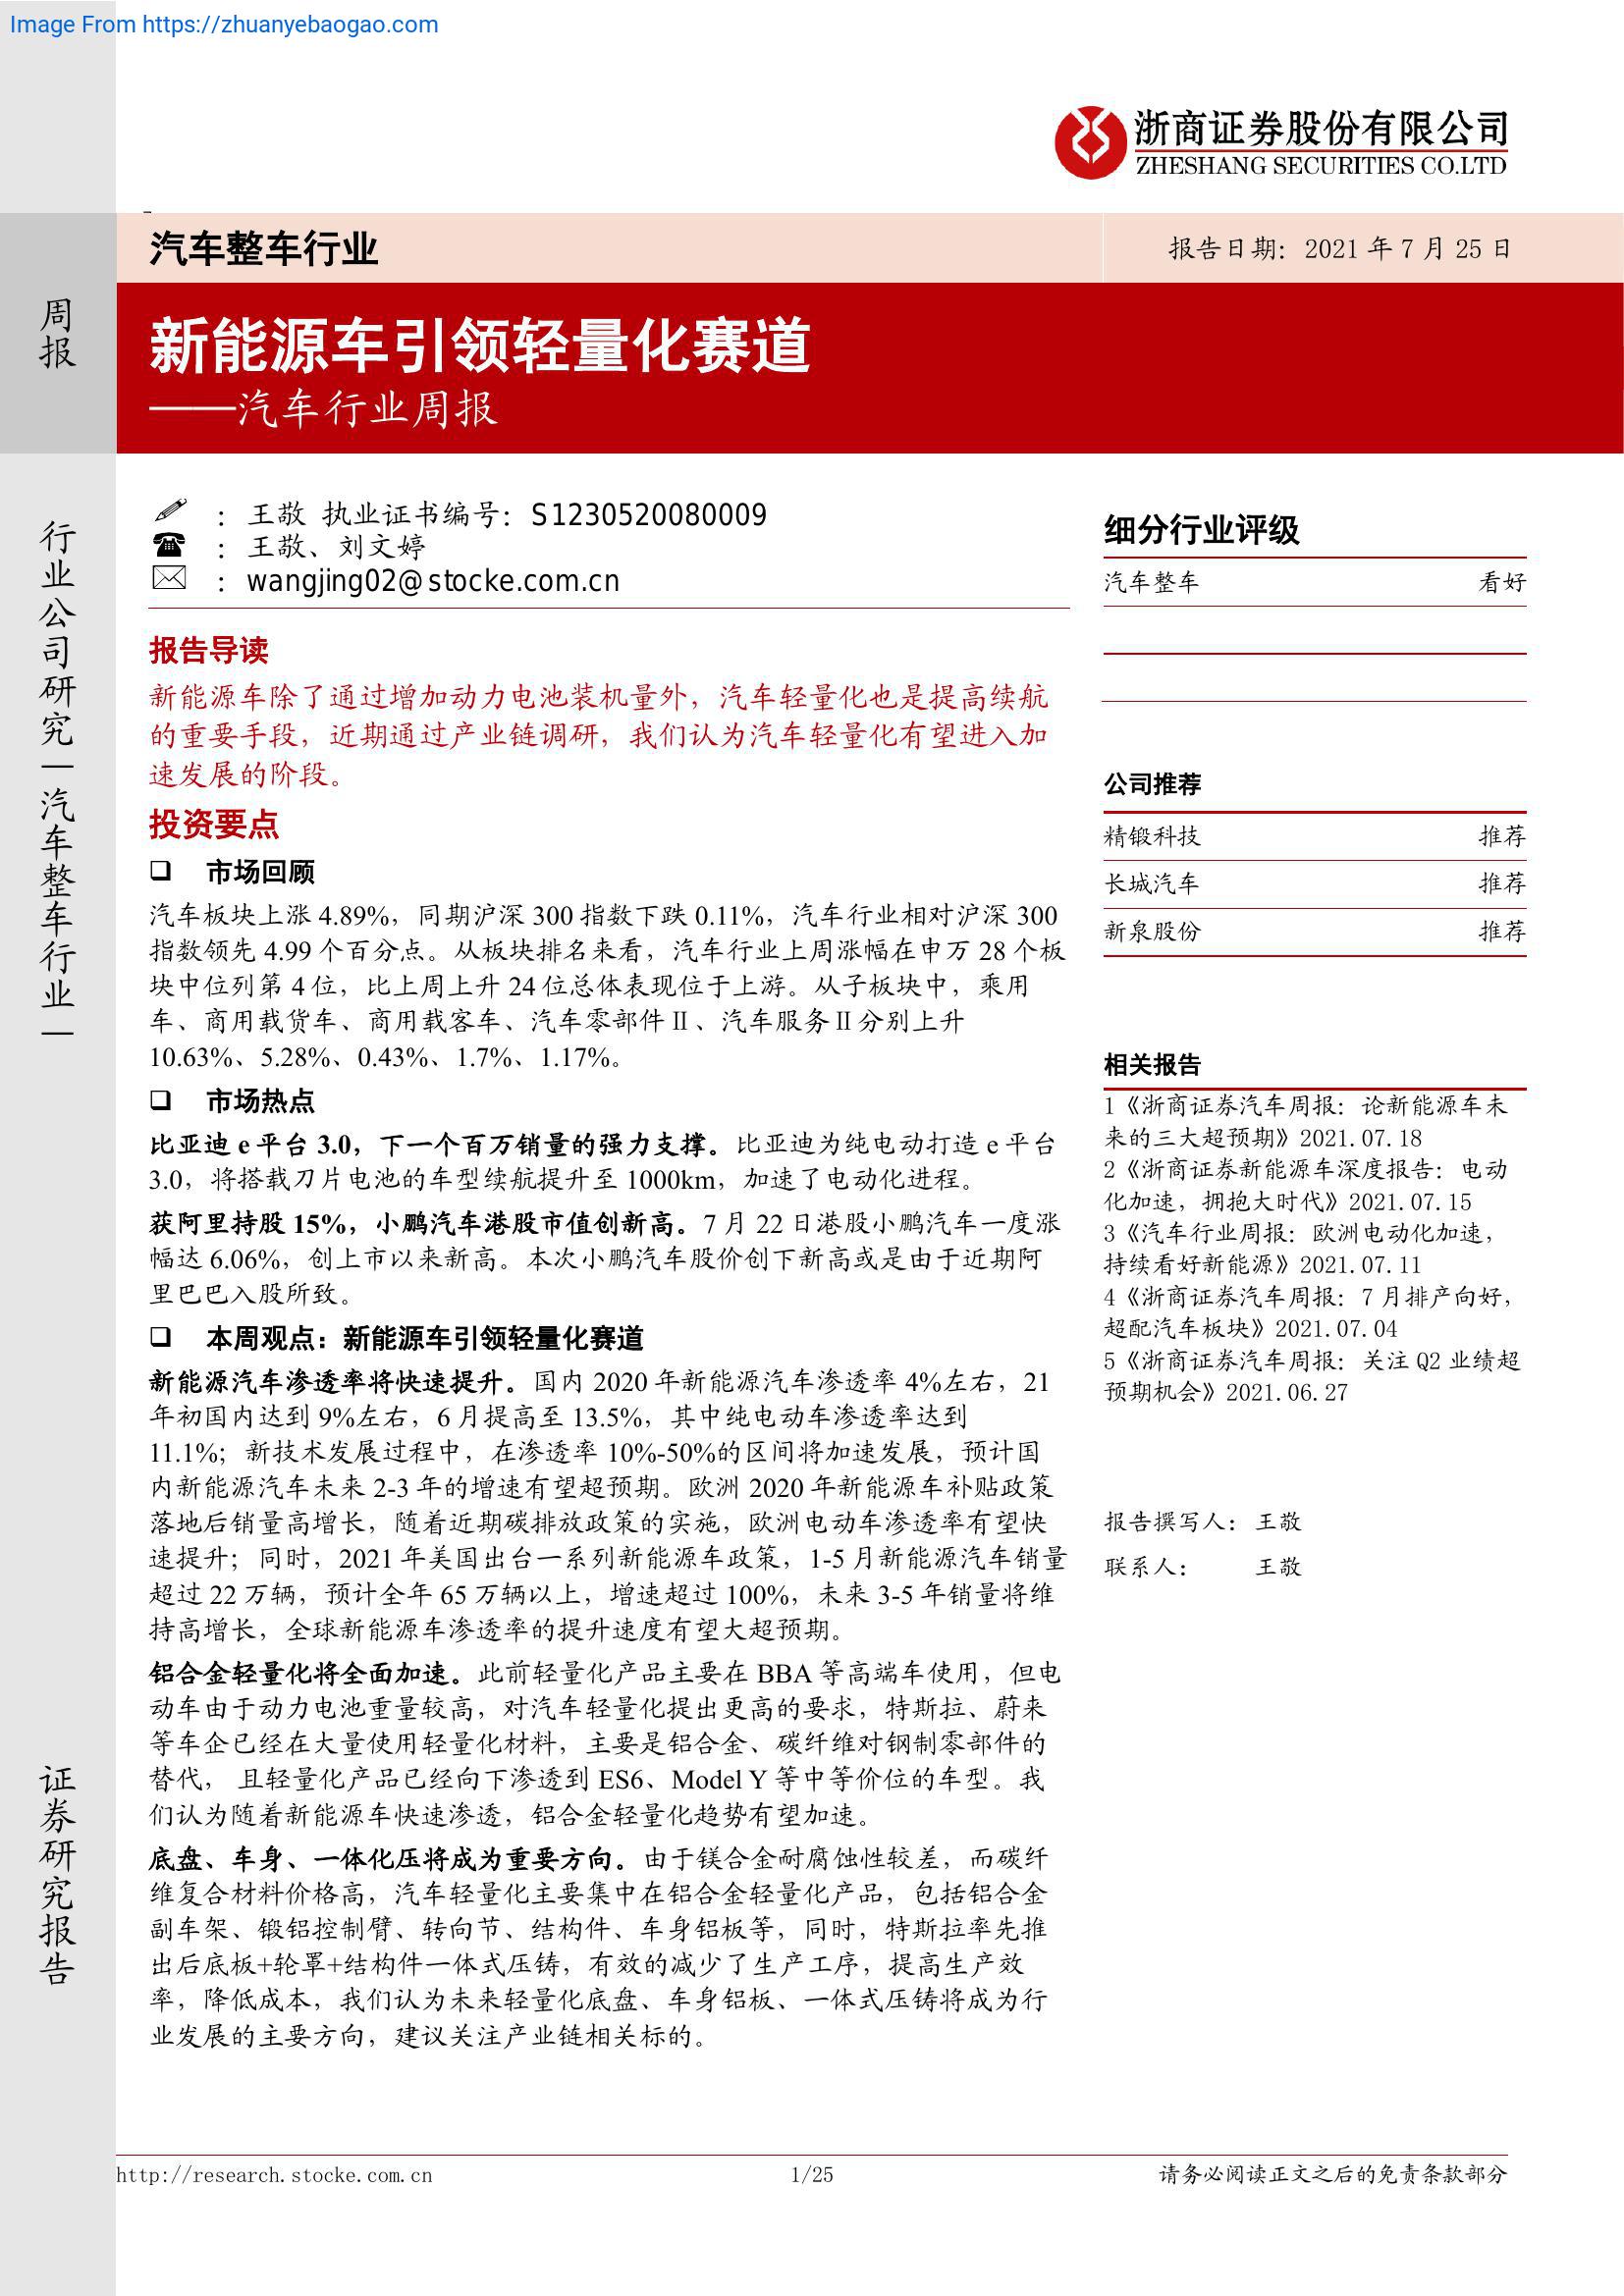 Image From https://zhuanyebaogao.com
浙商证券股份有限公司
ZHESHANG SECURITIES CO.LTD
汽车整车行业
报告日期：2021 年 7 月 25 日
周报
新能源车引领轻量化赛道
——汽车行业周报
行业公司研究｜汽车整车行业｜
证券研究报告
：王敬 执业证书编号：S1230520080009
：王敬、刘文婷
：wangjing02@stocke.com.cn
报告导读
新能源车除了通过增加动力电池装机量外，汽车轻量化也是提高续航
的重要手段，近期通过产业链调研，我们认为汽车轻量化有望进入加
速发展的阶段。
投资要点
❑ 市场回顾
汽车板块上涨 4.89%，同期沪深 300 指数下跌 0.11%，汽车行业相对沪深 300
指数领先 4.99 个百分点。从板块排名来看，汽车行业上周涨幅在申万 28 个板
块中位列第 4 位，比上周上升 24 位总体表现位于上游。从子板块中，乘用
车、商用载货车、商用载客车、汽车零部件Ⅱ、汽车服务Ⅱ分别上升
10.63%、5.28%、0.43%、1.7%、1.17%。
❑ 市场热点
比亚迪 e 平台 3.0，下一个百万销量的强力支撑。比亚迪为纯电动打造 e 平台
3.0，将搭载刀片电池的车型续航提升至 1000km，加速了电动化进程。
获阿里持股 15%，小鹏汽车港股市值创新高。7 月 22 日港股小鹏汽车一度涨
幅达 6.06%，创上市以来新高。本次小鹏汽车股价创下新高或是由于近期阿
里巴巴入股所致。
❑ 本周观点：新能源车引领轻量化赛道
新能源汽车渗透率将快速提升。国内 2020 年新能源汽车渗透率 4%左右，21
年初国内达到 9%左右，6 月提高至 13.5%，其中纯电动车渗透率达到
11.1%；新技术发展过程中，在渗透率 10%-50%的区间将加速发展，预计国
内新能源汽车未来 2-3 年的增速有望超预期。欧洲 2020 年新能源车补贴政策
落地后销量高增长，随着近期碳排放政策的实施，欧洲电动车渗透率有望快
速提升；同时，2021 年美国出台一系列新能源车政策，1-5 月新能源汽车销量
超过 22 万辆，预计全年 65 万辆以上，增速超过 100%，未来 3-5 年销量将维
持高增长，全球新能源车渗透率的提升速度有望大超预期。
铝合金轻量化将全面加速。此前轻量化产品主要在 BBA 等高端车使用，但电
动车由于动力电池重量较高，对汽车轻量化提出更高的要求，特斯拉、蔚来
等车企已经在大量使用轻量化材料，主要是铝合金、碳纤维对钢制零部件的
替代， 且轻量化产品已经向下渗透到 ES6、Model Y 等中等价位的车型。我
们认为随着新能源车快速渗透，铝合金轻量化趋势有望加速。
底盘、车身、一体化压将成为重要方向。由于镁合金耐腐蚀性较差，而碳纤
维复合材料价格高，汽车轻量化主要集中在铝合金轻量化产品，包括铝合金
副车架、锻铝控制臂、转向节、结构件、车身铝板等，同时，特斯拉率先推
出后底板+轮罩+结构件一体式压铸，有效的减少了生产工序，提高生产效
率，降低成本，我们认为未来轻量化底盘、车身铝板、一体式压铸将成为行
业发展的主要方向，建议关注产业链相关标的。
细分行业评级
汽车整车 看好
公司推荐
精锻科技 推荐
长城汽车 推荐
新泉股份 推荐
相关报告
1《浙商证券汽车周报：论新能源车未
来的三大超预期》2021.07.18
2《浙商证券新能源车深度报告：电动
化加速，拥抱大时代》2021.07.15
3《汽车行业周报：欧洲电动化加速，
持续看好新能源》2021.07.11
4《浙商证券汽车周报：7 月排产向好，
超配汽车板块》2021.07.04
5《浙商证券汽车周报：关注 Q2 业绩超
预期机会》2021.06.27
报告撰写人：王敬
联系人： 王敬
http://research.stocke.com.cn
1/25
请务必阅读正文之后的免责条款部分